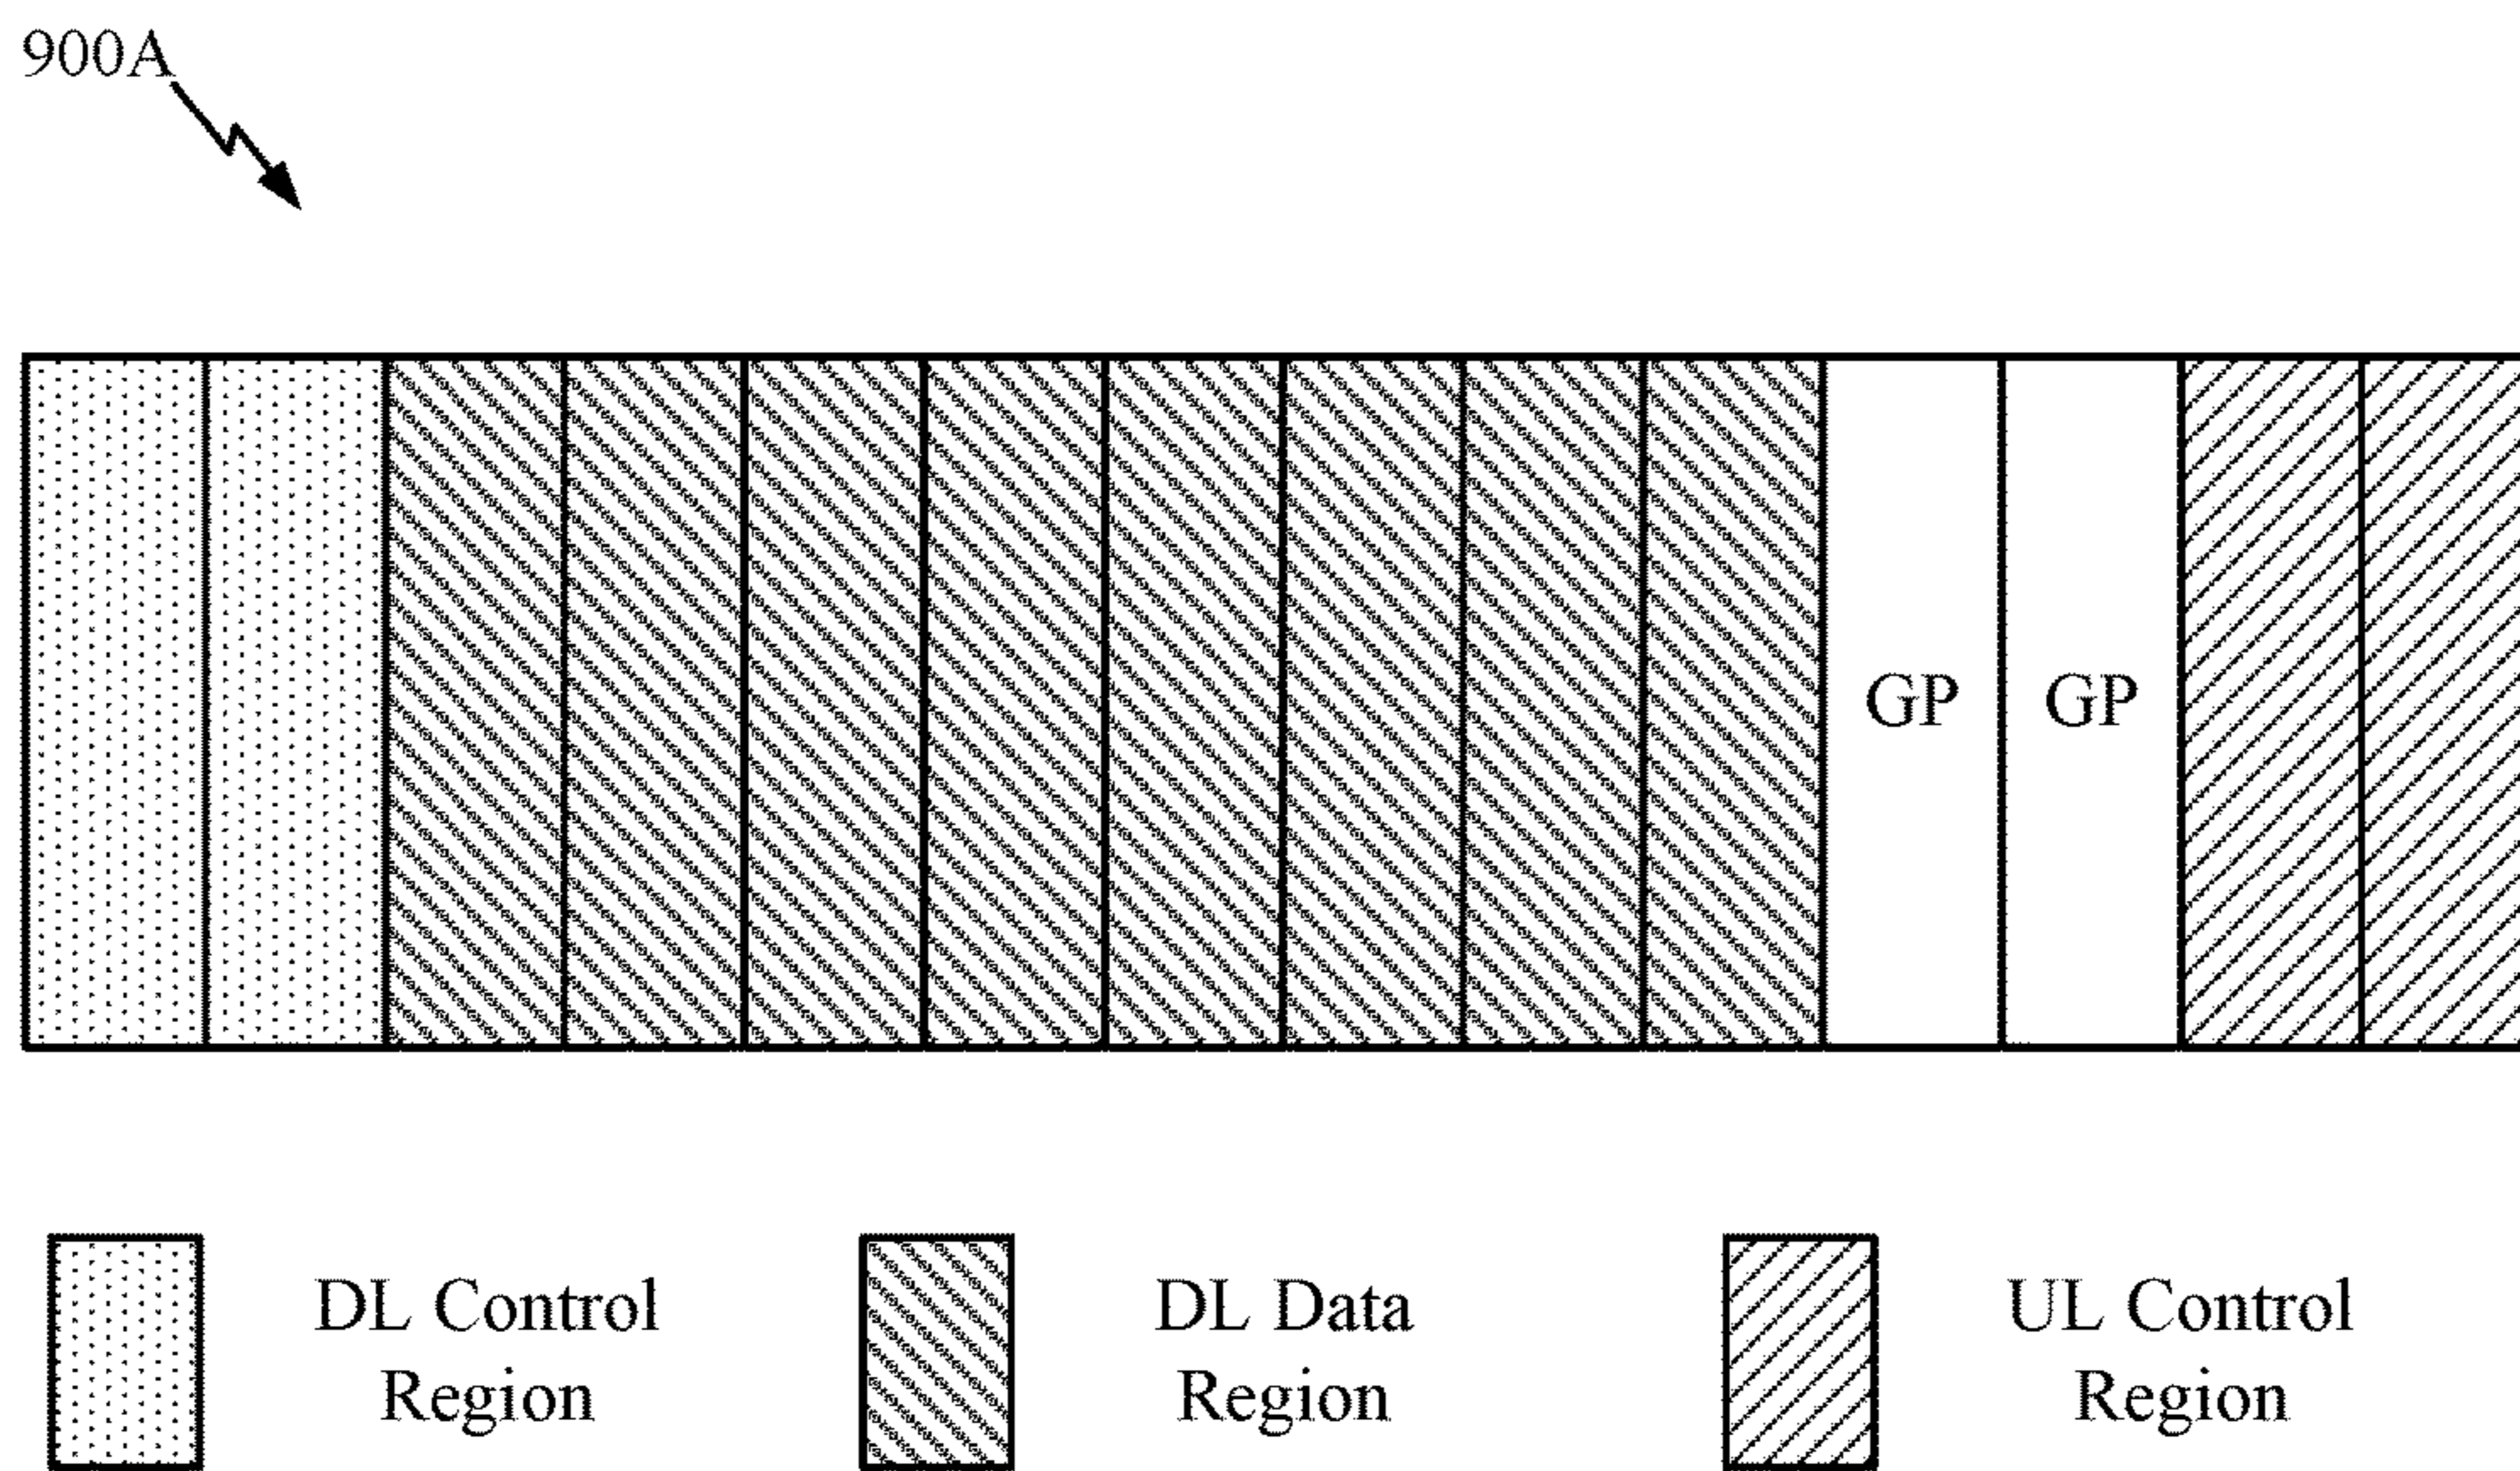 900A
GP GP
DL Control
Region
DL Data
Region
UL Control
Region